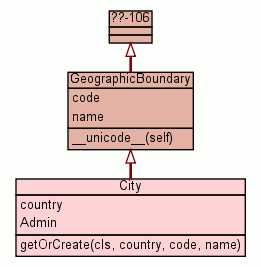 ??-106
GeographicBoundary
code
name
__unicode__(self)
City
country
Admin
getOrCreate(cls, country, code, name)